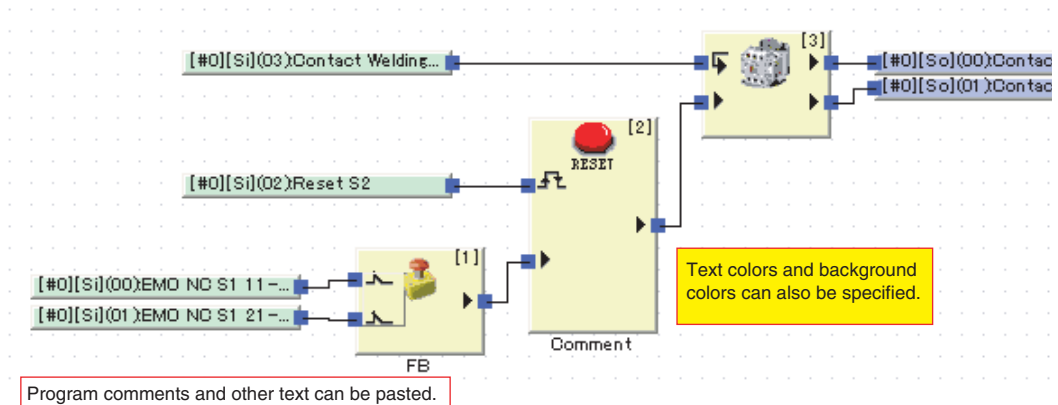 [3]
[#0][Si](03):Contact Welding...
[#0][So](00):Contac
[#0][So](01):Contac
[2]
RESET
[#0][Si](02):Reset S2
[1]
Text colors and background
colors can also be specified.
[#0][Si](00):EMO NC S1 11-...
[#0][Si](01):EMO NC S1 21-...
Comment
FB
Program comments and other text can be pasted.